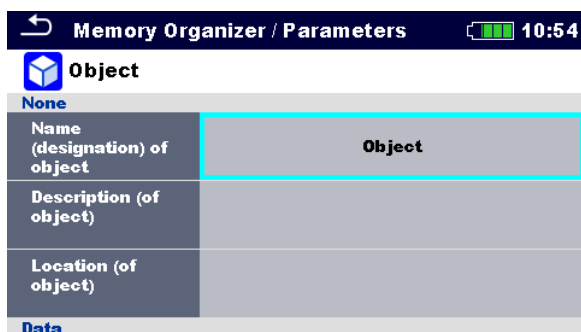 Memory Organizer / Parameters 10:54
Object
None
Name
(designation) of
object
Object
Description (of
object)
Location (of
object)
Data